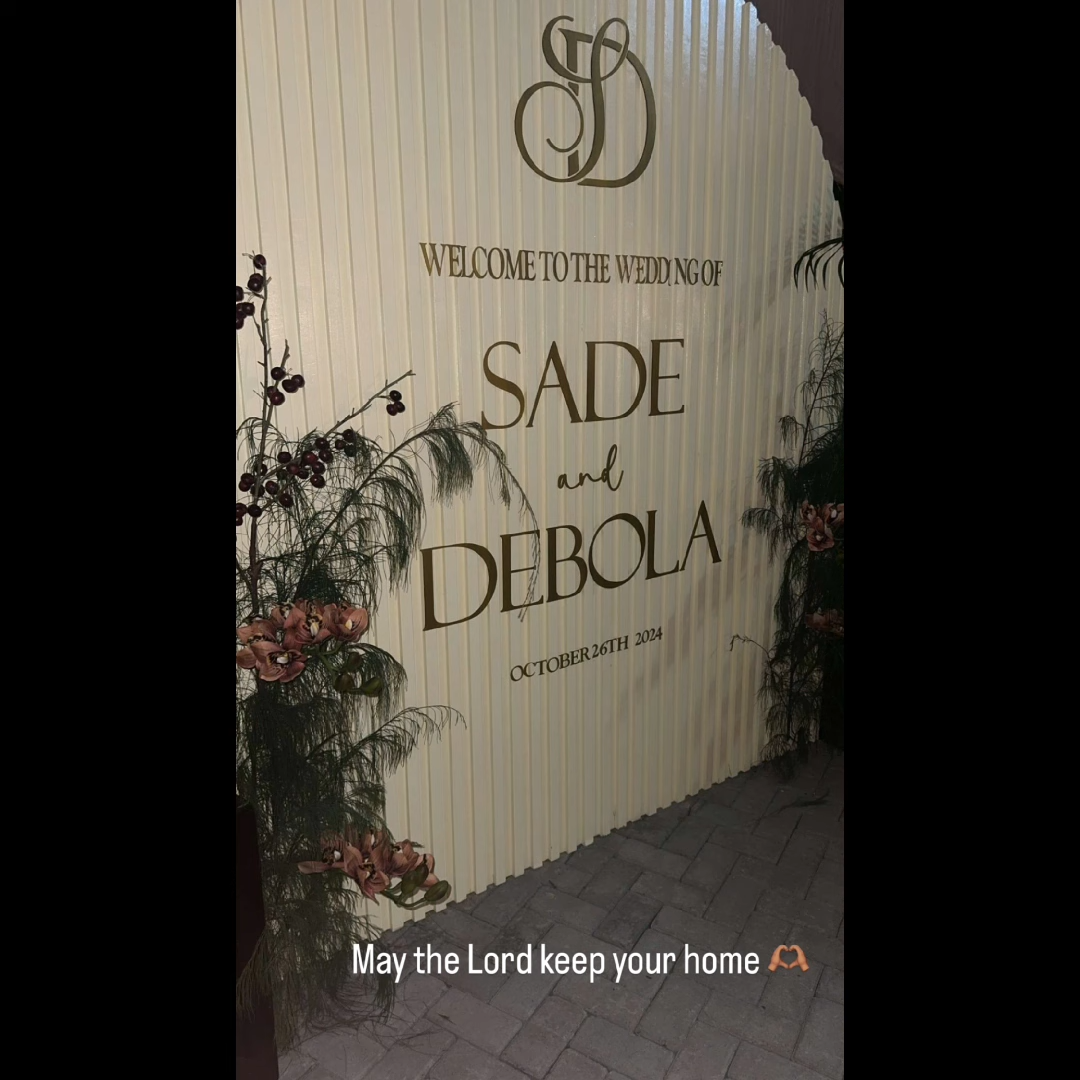 SD
WELCOME TO THE WEDDING OF
SADE
and
DEBOLA
OCTOBER 26TH 2024
May the Lord keep your home 🫶🏽